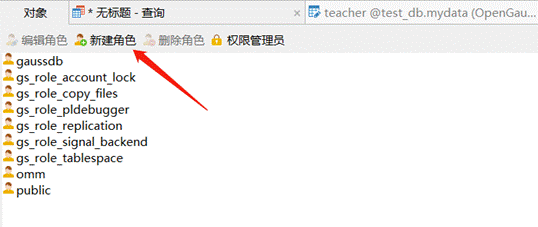 对象 * 无标题 - 查询 teacher @test_db.mydata (OpenGau...
编辑角色 新建角色 删除角色 权限管理员
gaussdb
gs_role_account_lock
gs_role_copy_files
gs_role_pldebugger
gs_role_replication
gs_role_signal_backend
gs_role_tablespace
omm
public